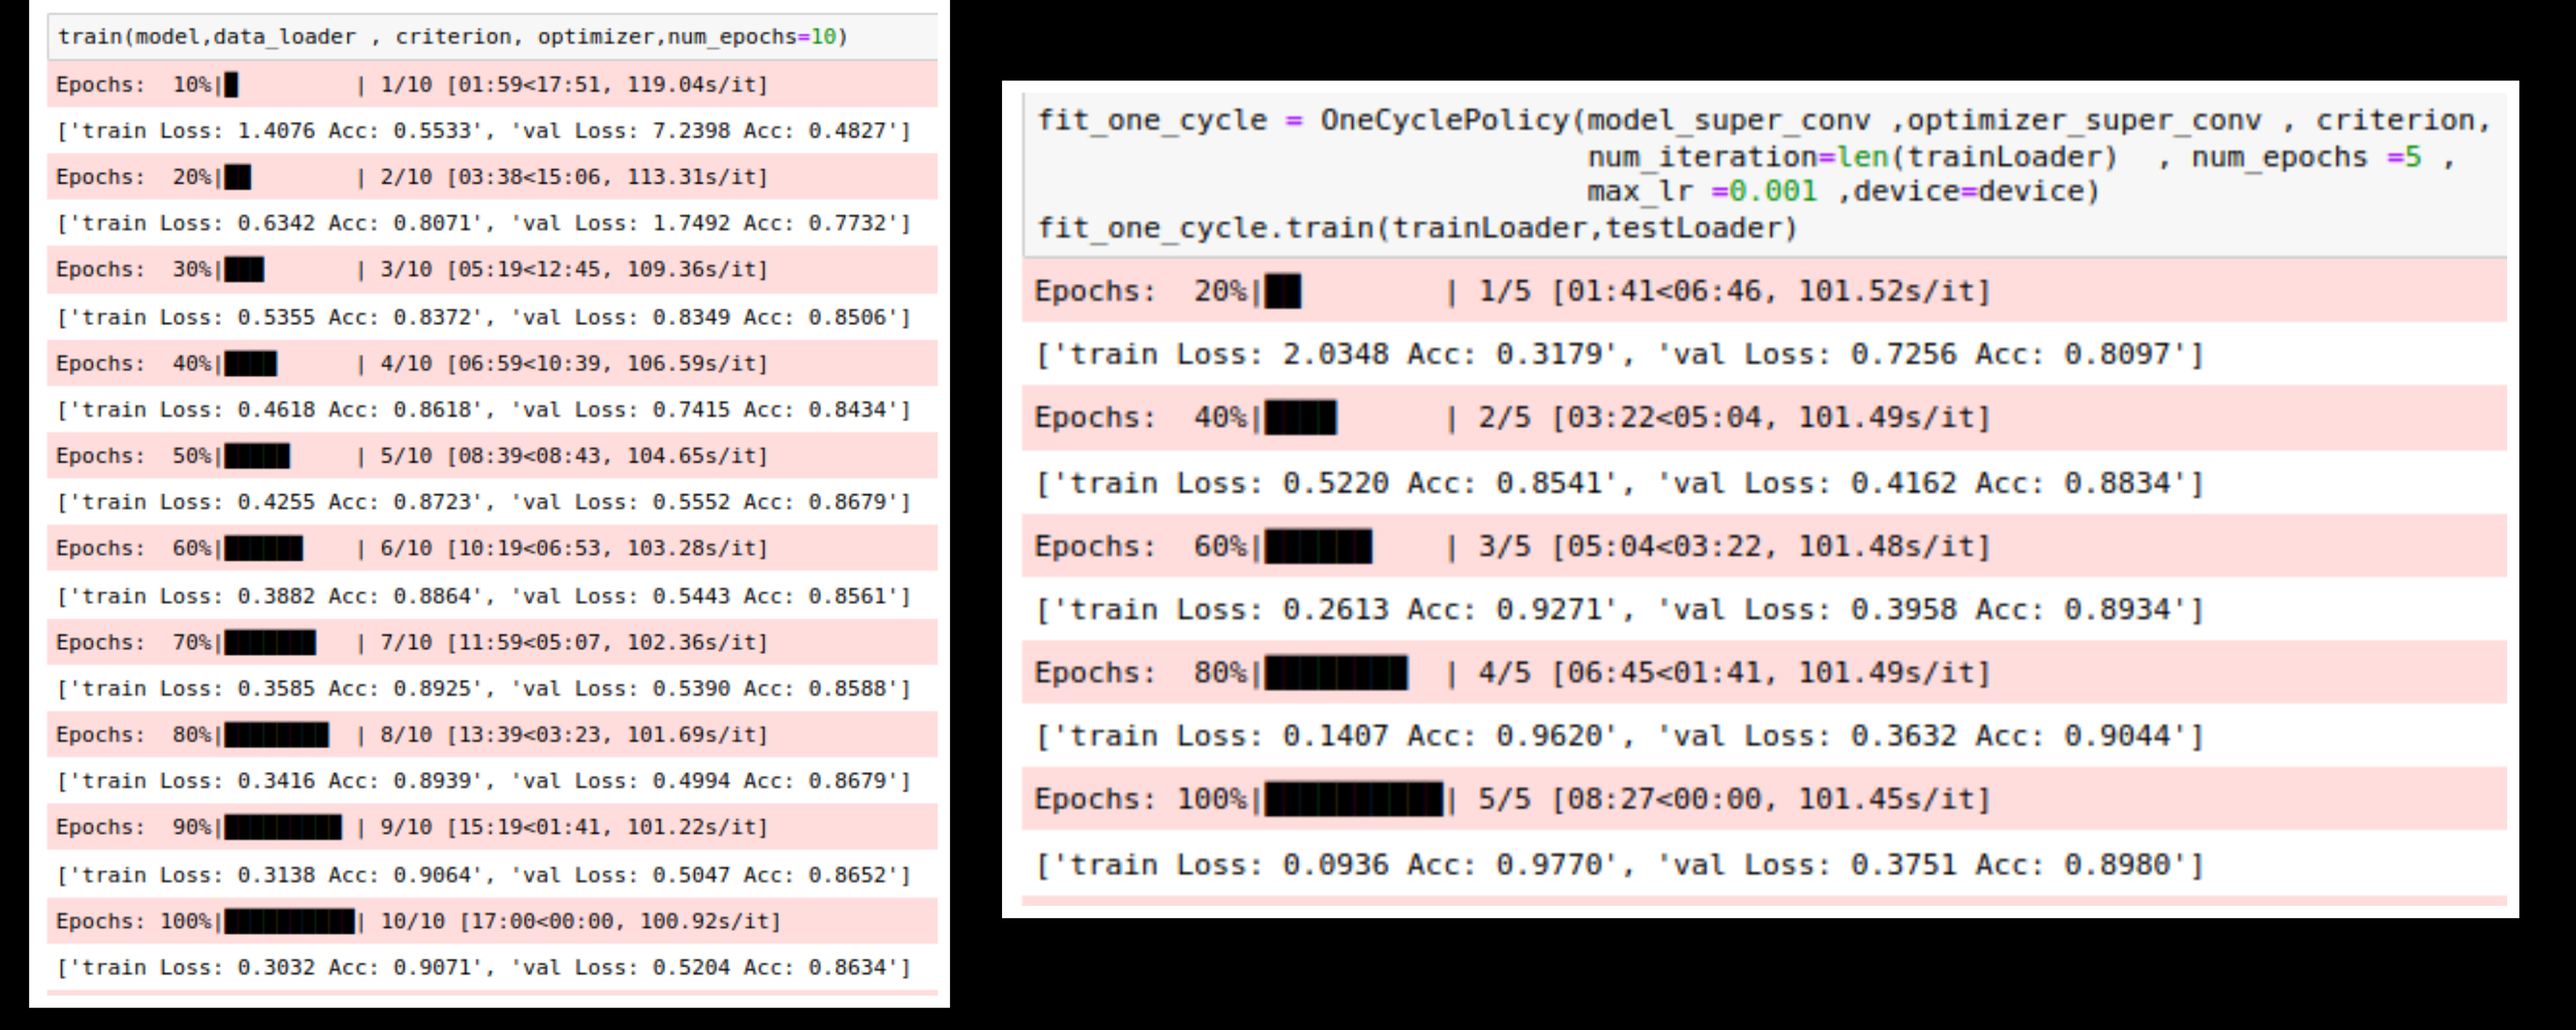 train(model,data_loader , criterion, optimizer,num_epochs=10)
Epochs:  10%|█         | 1/10 [01:59<17:51, 119.04s/it]
['train Loss: 1.4076 Acc: 0.5533', 'val Loss: 7.2398 Acc: 0.4827']
Epochs:  20%|██        | 2/10 [03:38<15:06, 113.31s/it]
['train Loss: 0.6342 Acc: 0.8071', 'val Loss: 1.7492 Acc: 0.7732']
Epochs:  30%|███       | 3/10 [05:19<12:45, 109.36s/it]
['train Loss: 0.5355 Acc: 0.8372', 'val Loss: 0.8349 Acc: 0.8506']
Epochs:  40%|████      | 4/10 [06:59<10:39, 106.59s/it]
['train Loss: 0.4618 Acc: 0.8618', 'val Loss: 0.7415 Acc: 0.8434']
Epochs:  50%|█████     | 5/10 [08:39<08:43, 104.65s/it]
['train Loss: 0.4255 Acc: 0.8723', 'val Loss: 0.5552 Acc: 0.8679']
Epochs:  60%|██████    | 6/10 [10:19<06:53, 103.28s/it]
['train Loss: 0.3882 Acc: 0.8864', 'val Loss: 0.5443 Acc: 0.8561']
Epochs:  70%|███████   | 7/10 [11:59<05:07, 102.36s/it]
['train Loss: 0.3585 Acc: 0.8925', 'val Loss: 0.5390 Acc: 0.8588']
Epochs:  80%|████████  | 8/10 [13:39<03:23, 101.69s/it]
['train Loss: 0.3416 Acc: 0.8939', 'val Loss: 0.4994 Acc: 0.8679']
Epochs:  90%|█████████ | 9/10 [15:19<01:41, 101.22s/it]
['train Loss: 0.3138 Acc: 0.9064', 'val Loss: 0.5047 Acc: 0.8652']
Epochs: 100%|██████████| 10/10 [17:00<00:00, 100.92s/it]
['train Loss: 0.3032 Acc: 0.9071', 'val Loss: 0.5204 Acc: 0.8634']
fit_one_cycle = OneCyclePolicy(model_super_conv ,optimizer_super_conv , criterion,
num_iteration=len(trainLoader)  , num_epochs =5 ,
max_lr =0.001 ,device=device)
fit_one_cycle.train(trainLoader,testLoader)
Epochs:  20%|██        | 1/5 [01:41<06:46, 101.52s/it]
['train Loss: 2.0348 Acc: 0.3179', 'val Loss: 0.7256 Acc: 0.8097']
Epochs:  40%|████      | 2/5 [03:22<05:04, 101.49s/it]
['train Loss: 0.5220 Acc: 0.8541', 'val Loss: 0.4162 Acc: 0.8834']
Epochs:  60%|██████    | 3/5 [05:04<03:22, 101.48s/it]
['train Loss: 0.2613 Acc: 0.9271', 'val Loss: 0.3958 Acc: 0.8934']
Epochs:  80%|████████  | 4/5 [06:45<01:41, 101.49s/it]
['train Loss: 0.1407 Acc: 0.9620', 'val Loss: 0.3632 Acc: 0.9044']
Epochs: 100%|██████████| 5/5 [08:27<00:00, 101.45s/it]
['train Loss: 0.0936 Acc: 0.9770', 'val Loss: 0.3751 Acc: 0.8980']